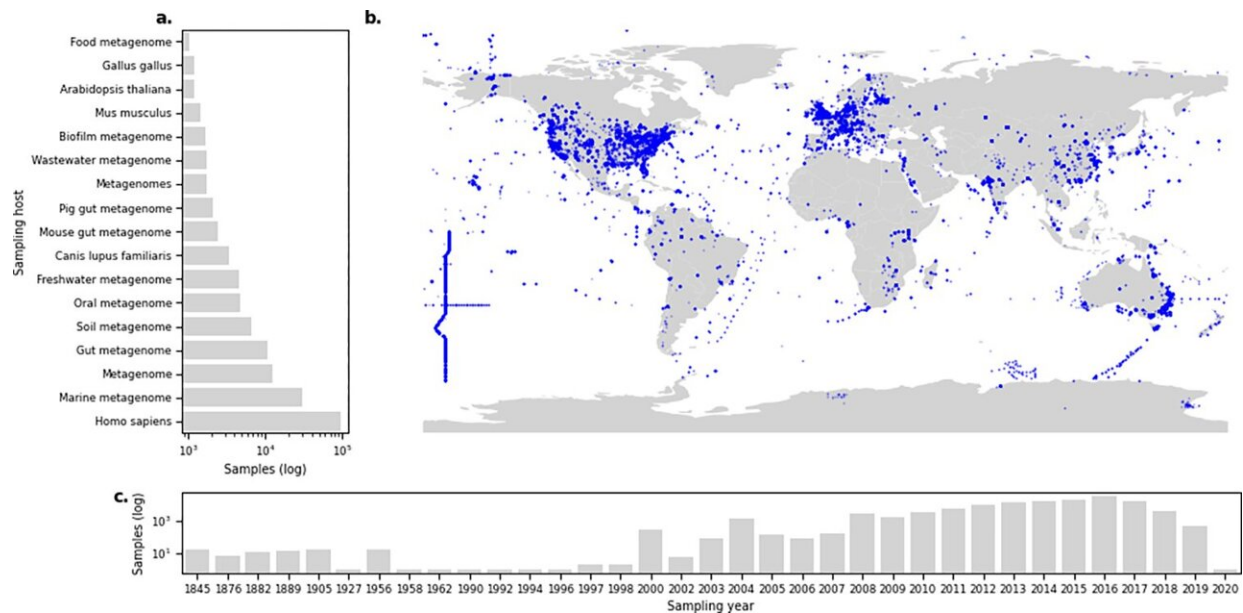 a.
Food metagenome
Gallus gallus
Arabidopsis thaliana
Mus musculus
Biofilm metagenome
Wastewater metagenome
Metagenomes
Pig gut metagenome
Mouse gut metagenome
Canis lupus familiaris
Freshwater metagenome
Oral metagenome
Soil metagenome
Gut metagenome
Metagenome
Marine metagenome
Homo sapiens
Sampling host
10³ 10⁴ 10⁵
Samples (log)
b.
c.
Samples (log)
10³
10¹
1845 1876 1882 1889 1905 1927 1956 1958 1962 1990 1992 1994 1996 1997 1998 2000 2002 2003 2004 2005 2006 2007 2008 2009 2010 2011 2012 2013 2014 2015 2016 2017 2018 2019 2020
Sampling year